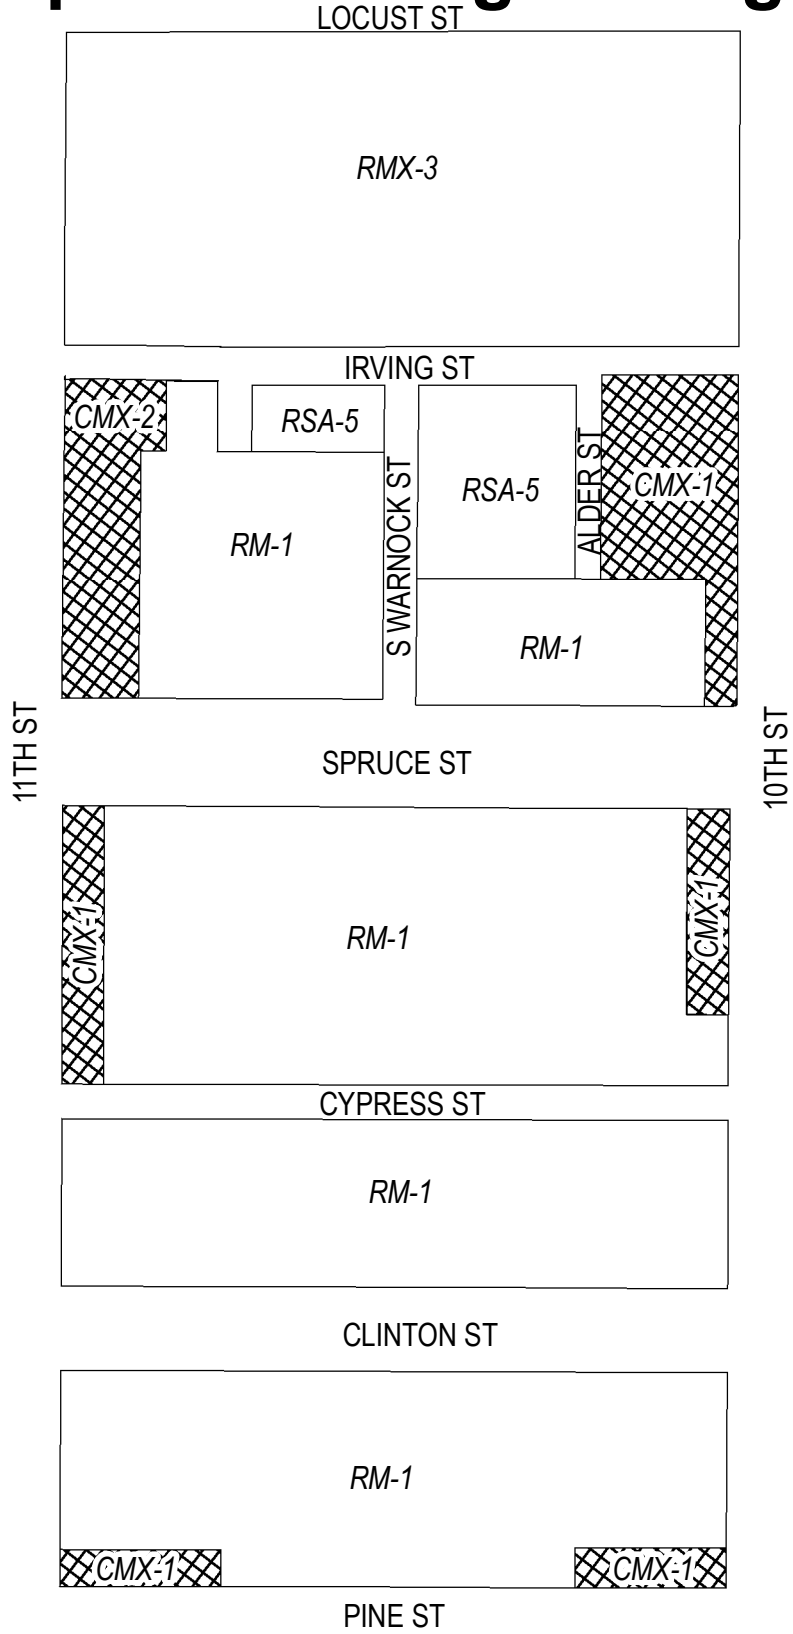 LOCUST ST
RMX-3
IRVING ST
CMX-2
RSA-5
RSA-5
CMX-1
RM-1
S WARNOCK ST
ALDER ST
RM-1
11TH ST
SPRUCE ST
10TH ST
CMX-1
RM-1
CMX-1
CYPRESS ST
RM-1
CLINTON ST
RM-1
CMX-1
CMX-1
PINE ST